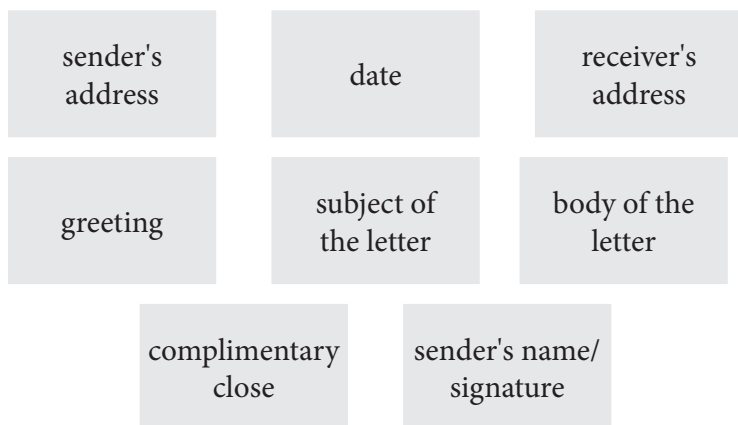 sender's
address
date
receiver's
address
greeting
subject of
the letter
body of the
letter
complimentary
close
sender's name/
signature